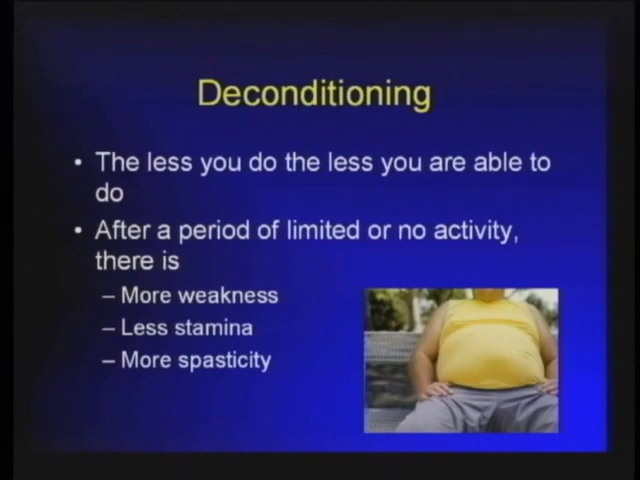 Deconditioning
• The less you do the less you are able to
do
• After a period of limited or no activity,
there is
– More weakness
– Less stamina
– More spasticity